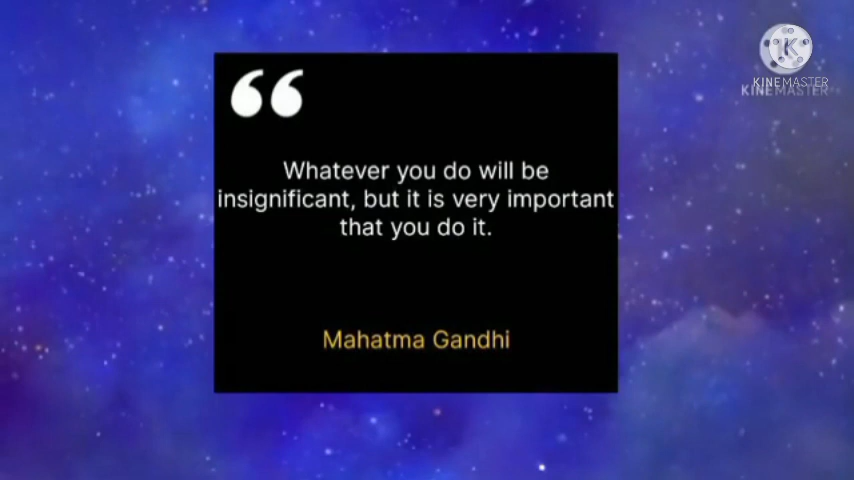 “
Whatever you do will be
insignificant, but it is very important
that you do it.
Mahatma Gandhi
K
KINEMASTER
KINEMASTER